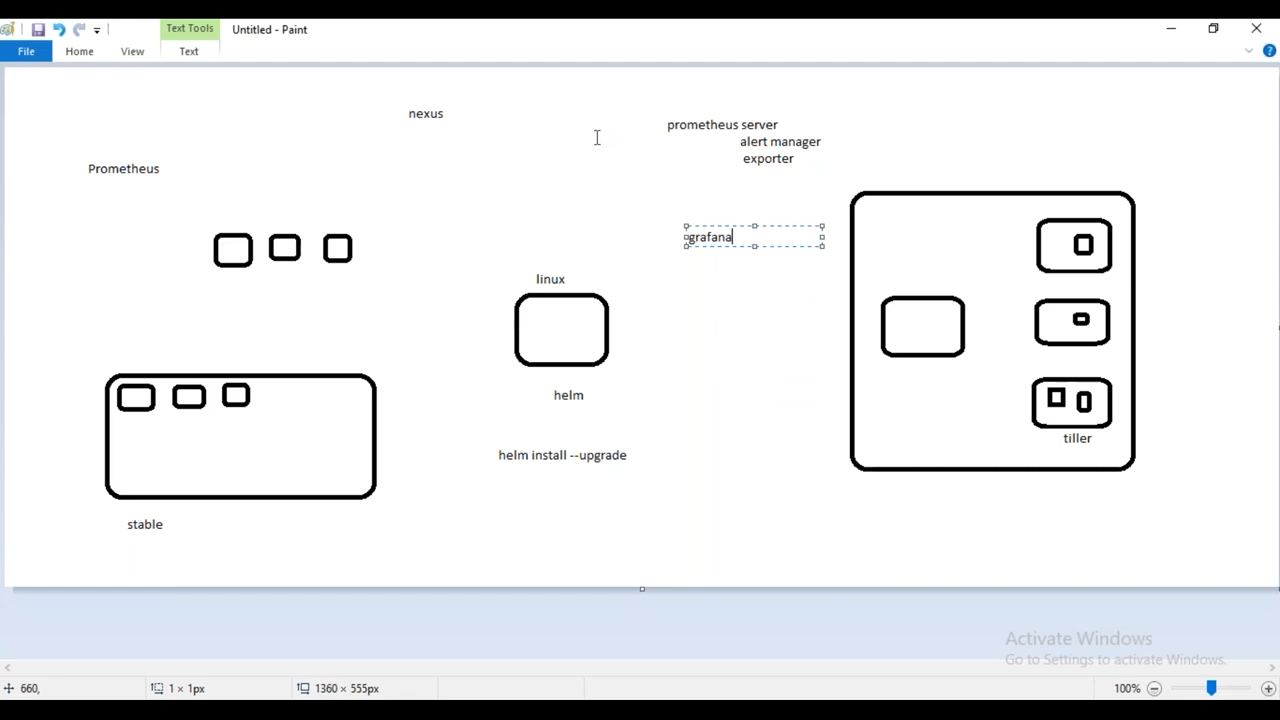 Text Tools
Untitled - Paint
File
Home
View
Text
nexus
prometheus server
alert manager
exporter
Prometheus
grafana
linux
helm
tiller
helm install --upgrade
stable
Activate Windows
Go to Settings to activate Windows.
660,
1 × 1px
1360 × 555px
100%